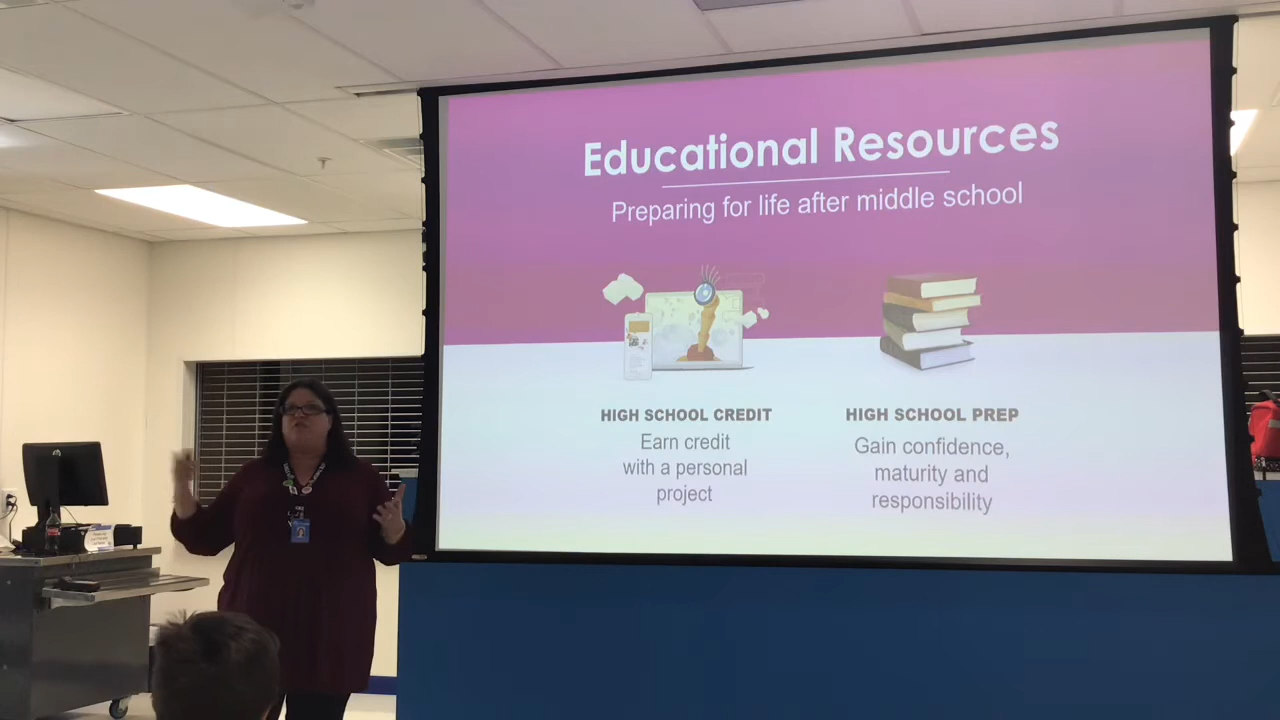 Educational Resources
Preparing for life after middle school
HIGH SCHOOL CREDIT
Earn credit
with a personal
project
HIGH SCHOOL PREP
Gain confidence,
maturity and
responsibility